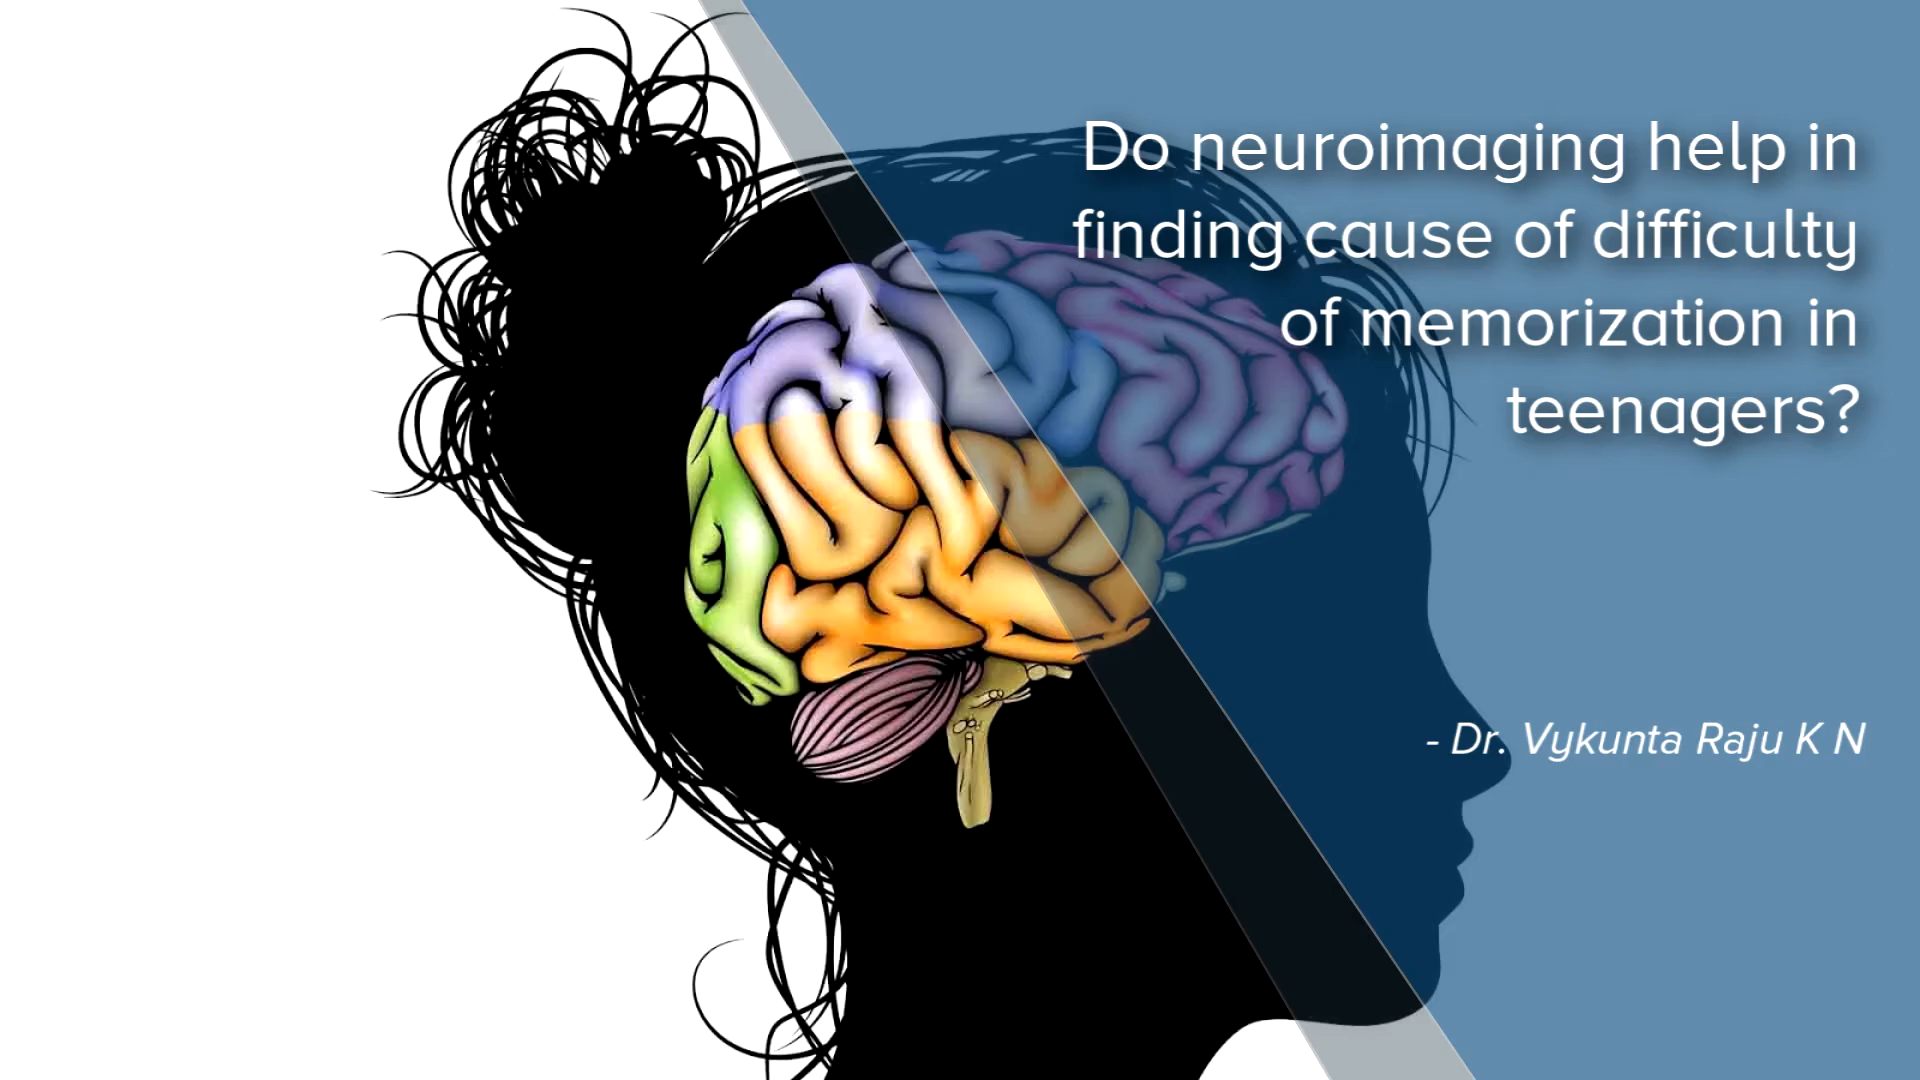 Do neuroimaging help in
finding cause of difficulty
of memorization in
teenagers?
- Dr. Vykunta Raju K N